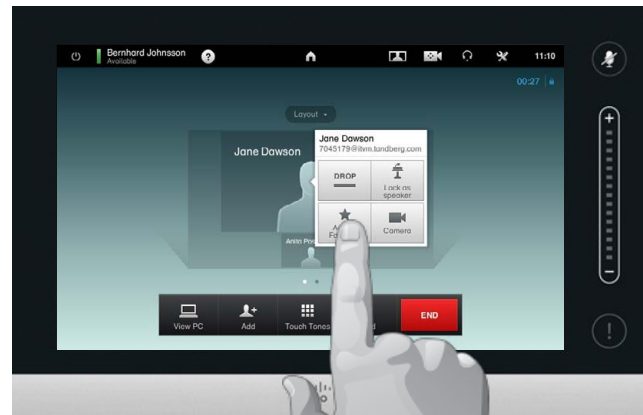 Bernhard Johnsson
Available
?
11:10
00:27
Layout
Jane Dawson
Jane Dawson
7045179@itvm.tandberg.com
DROP
Lock as
speaker
Camera
Anita
View PC
Add
Touch Tones
END
+
-
!